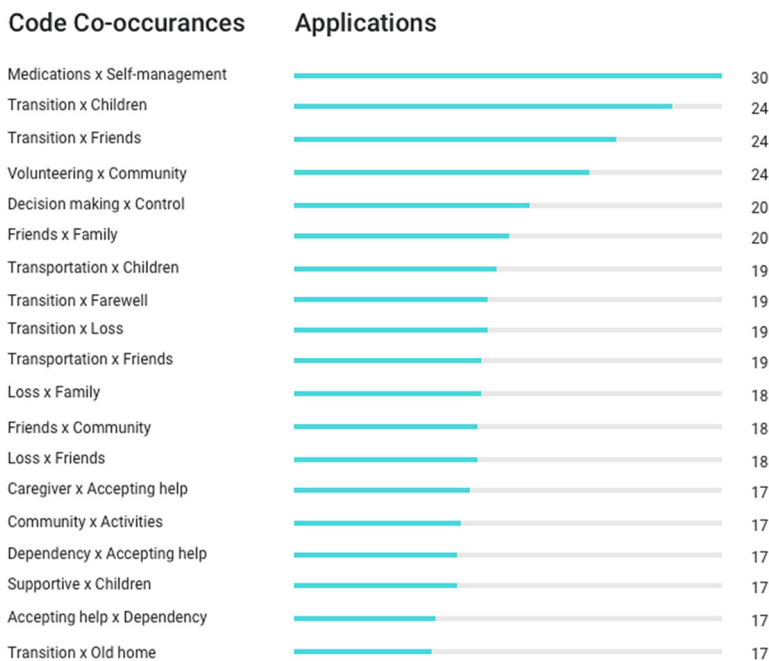 Code Co-occurances Applications
Medications x Self-management 30
Transition x Children 24
Transition x Friends 24
Volunteering x Community 24
Decision making x Control 20
Friends x Family 20
Transportation x Children 19
Transition x Farewell 19
Transition x Loss 19
Transportation x Friends 19
Loss x Family 18
Friends x Community 18
Loss x Friends 18
Caregiver x Accepting help 17
Community x Activities 17
Dependency x Accepting help 17
Supportive x Children 17
Accepting help x Dependency 17
Transition x Old home 17